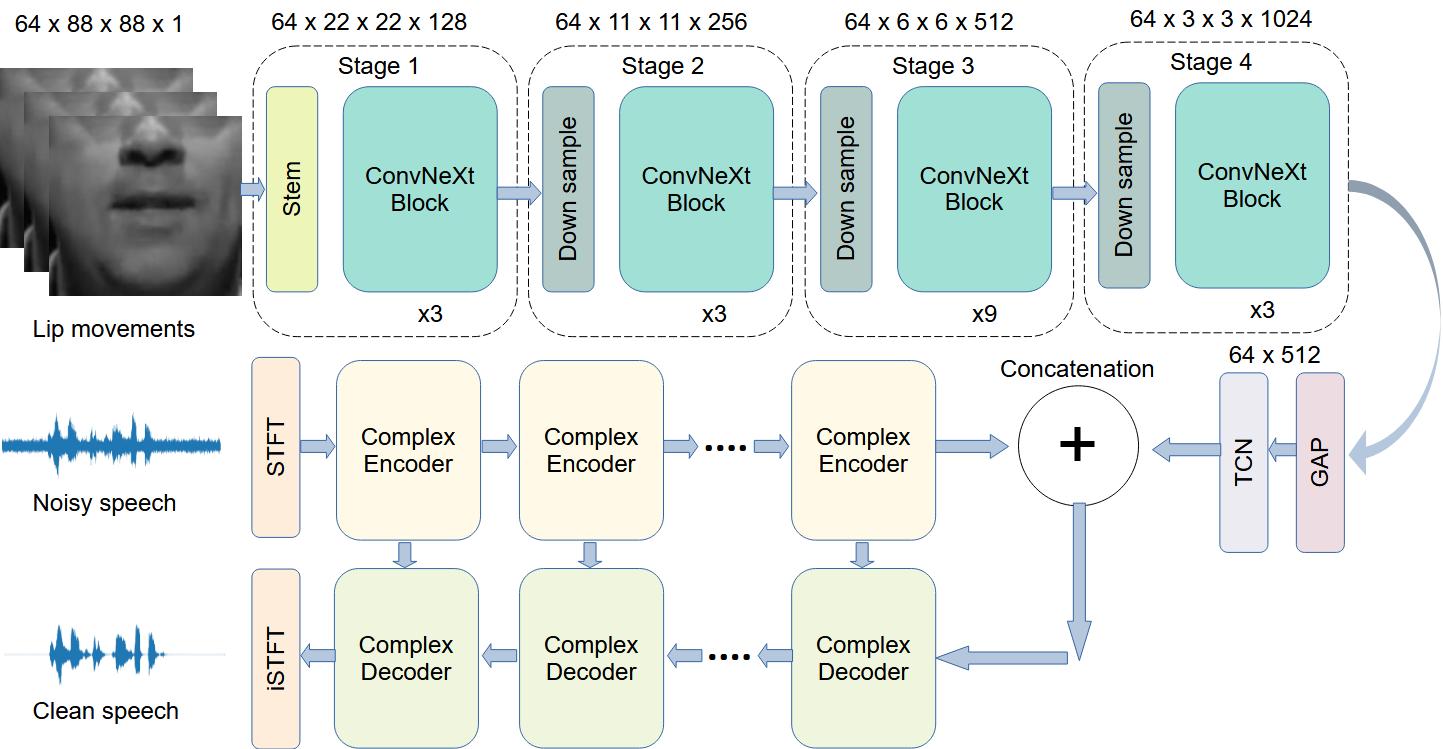 64 x 88 x 88 x 1
64 x 22 x 22 x 128
64 x 11 x 11 x 256
64 x 6 x 6 x 512
64 x 3 x 3 x 1024
Stage 1
Stage 2
Stage 3
Stage 4
Stem
ConvNeXt
Block
Down sample
ConvNeXt
Block
Down sample
ConvNeXt
Block
Down sample
ConvNeXt
Block
x3
x3
x9
x3
Lip movements
64 x 512
Concatenation
STFT
Complex
Encoder
Complex
Encoder
....
Complex
Encoder
+
TCN
GAP
Noisy speech
iSTFT
Complex
Decoder
Complex
Decoder
....
Complex
Decoder
Clean speech